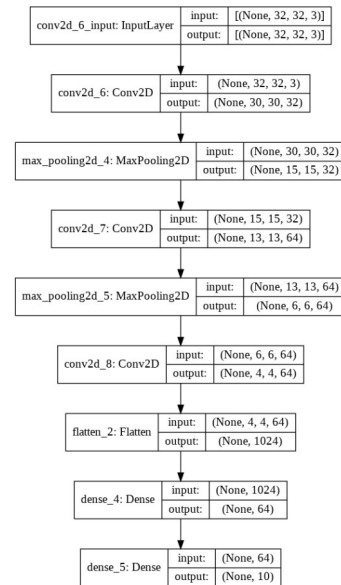 conv2d_6_input: InputLayer input: [(None, 32, 32, 3)]
output: [(None, 32, 32, 3)]
conv2d_6: Conv2D input: (None, 32, 32, 3)
output: (None, 30, 30, 32)
max_pooling2d_4: MaxPooling2D input: (None, 30, 30, 32)
output: (None, 15, 15, 32)
conv2d_7: Conv2D input: (None, 15, 15, 32)
output: (None, 13, 13, 64)
max_pooling2d_5: MaxPooling2D input: (None, 13, 13, 64)
output: (None, 6, 6, 64)
conv2d_8: Conv2D input: (None, 6, 6, 64)
output: (None, 4, 4, 64)
flatten_2: Flatten input: (None, 4, 4, 64)
output: (None, 1024)
dense_4: Dense input: (None, 1024)
output: (None, 64)
dense_5: Dense input: (None, 64)
output: (None, 10)